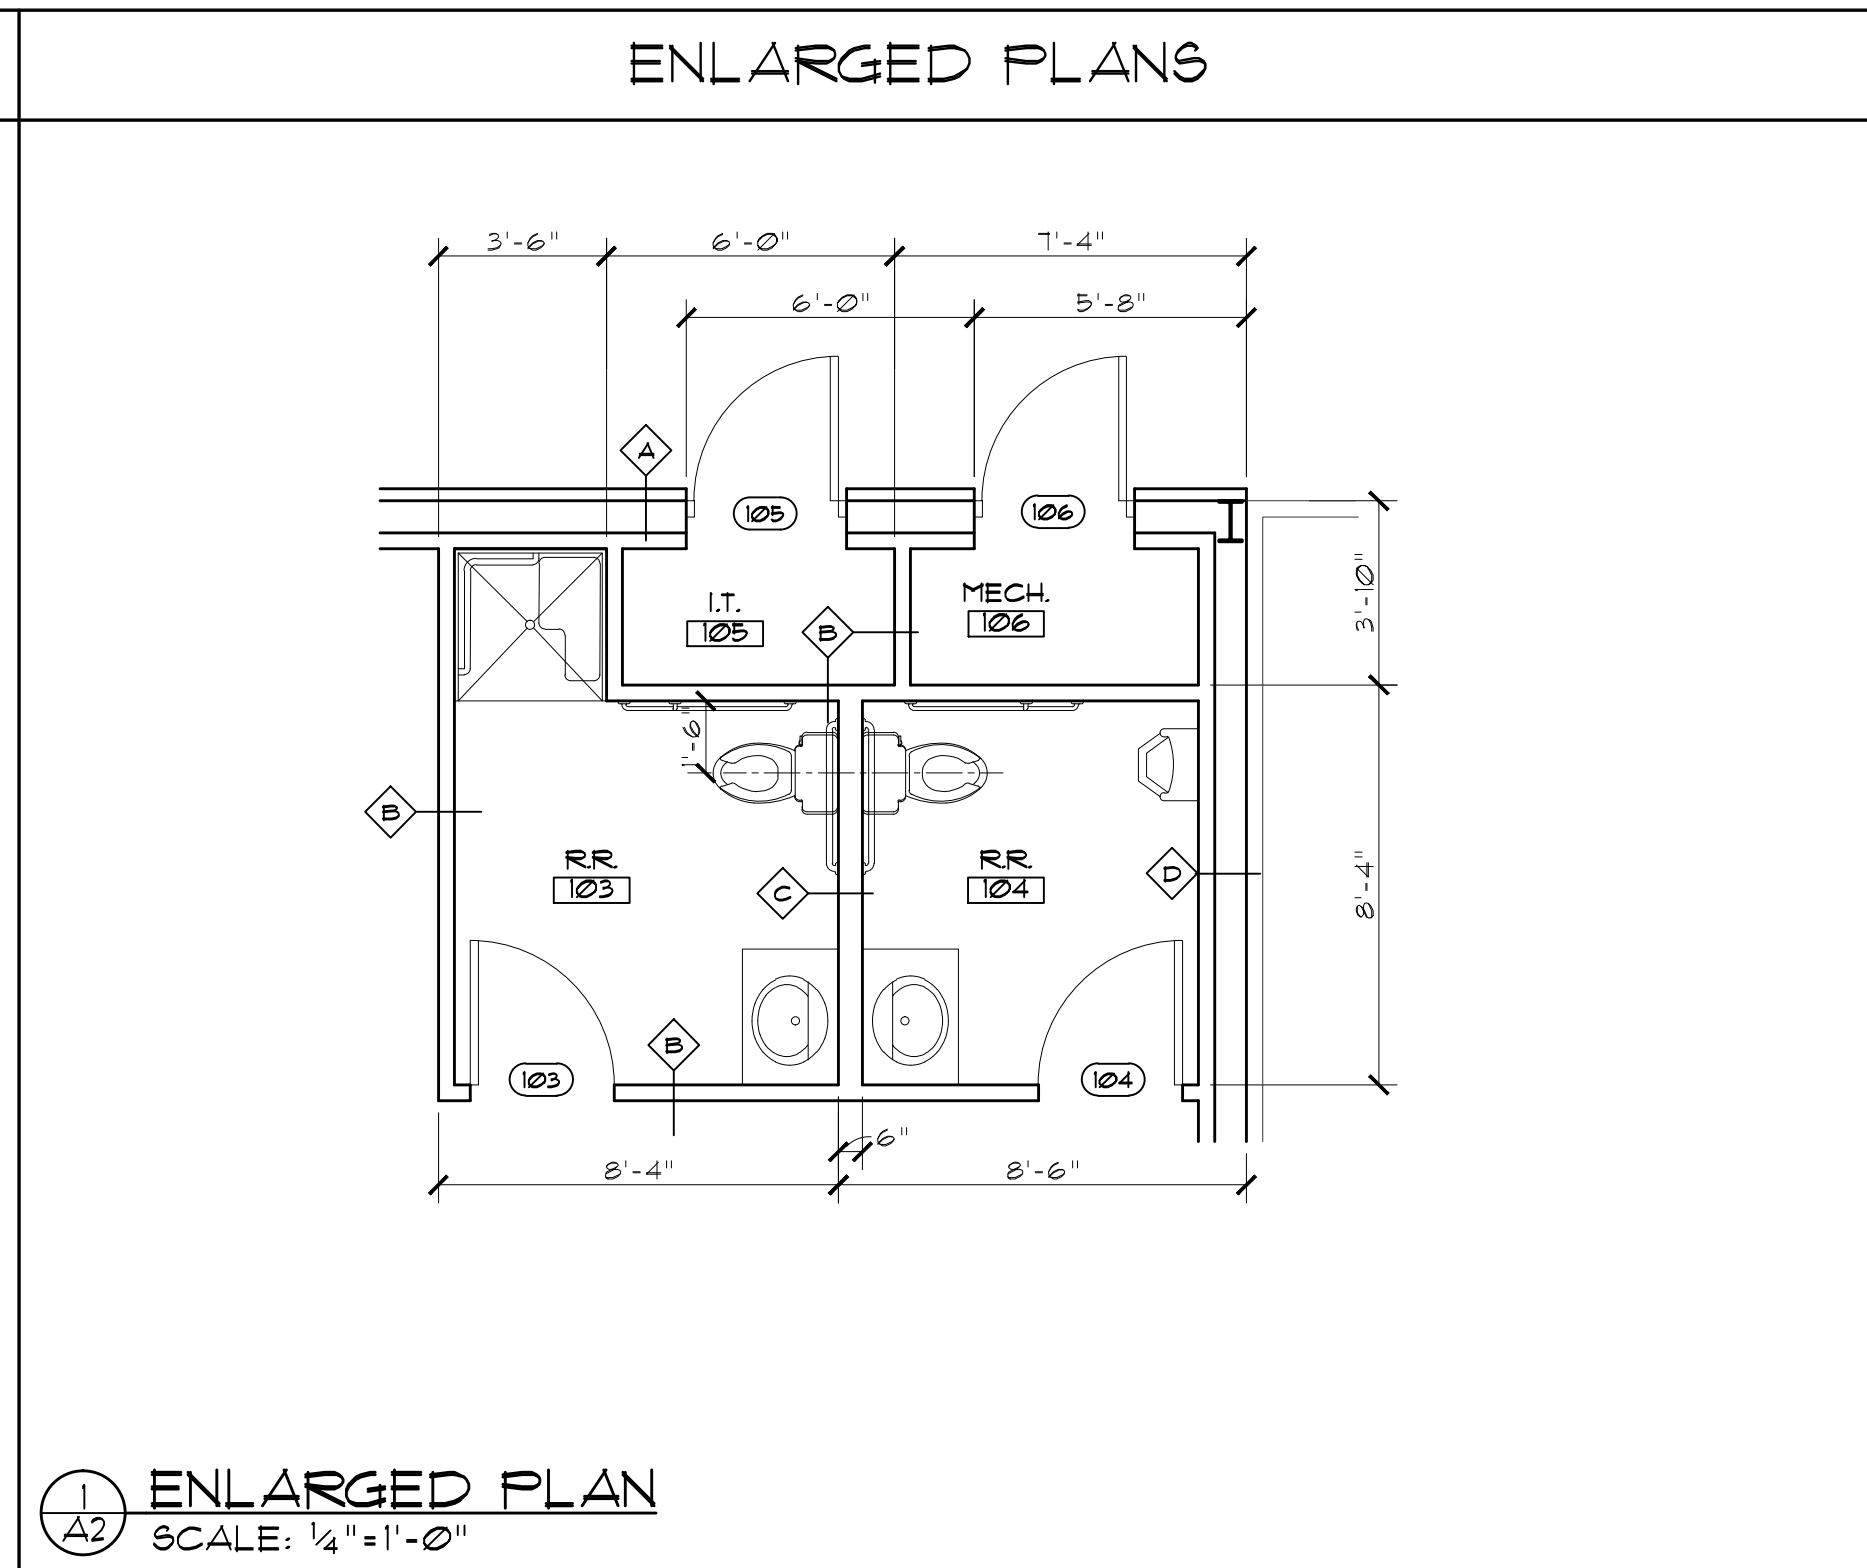 ENLARGED PLANS
3'-6" 6'-0" 7'-4"
6'-0" 5'-8"
A
105 106
I.T.
105
B
MECH.
106
3'-10"
1'-6"
B
R.R.
103
C
R.R.
104
D
8'-4"
B
103 104
6"
8'-4" 8'-6"
1
A2
ENLARGED PLAN
SCALE: 1/4"=1'-0"